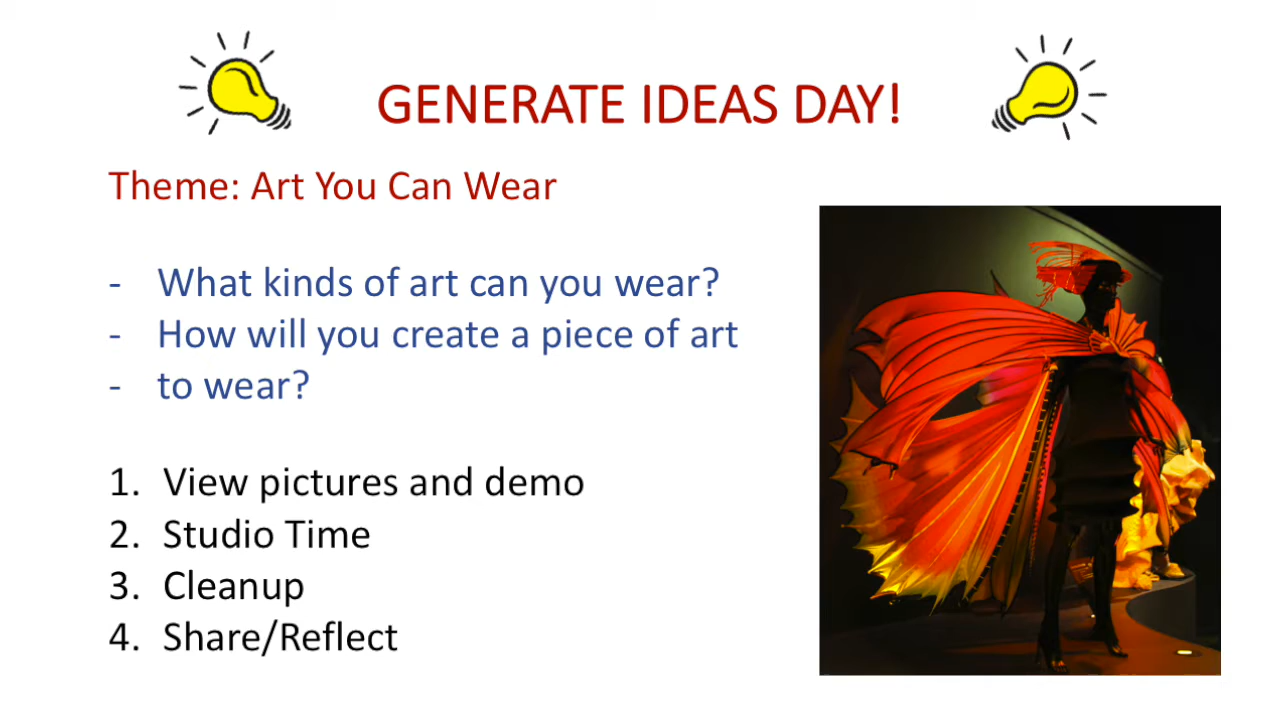 GENERATE IDEAS DAY!
Theme: Art You Can Wear
- What kinds of art can you wear?
- How will you create a piece of art
- to wear?
1. View pictures and demo
2. Studio Time
3. Cleanup
4. Share/Reflect